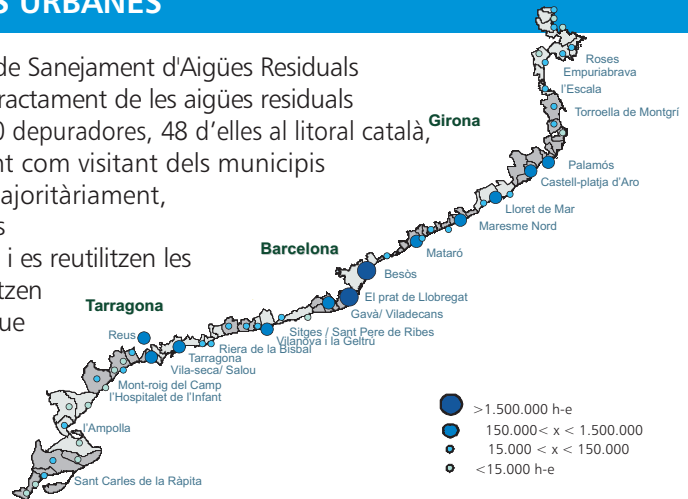 S URBANES
de Sanejament d'Aigües Residuals
ractament de les aigües residuals
0 depuradores, 48 d'elles al litoral català,
nt com visitant dels municipis
ajoritàriament,
s
i es reutilitzen les
tzen
ue
Girona
Barcelona
Tarragona
Roses
Empuriabrava
l'Escala
Torroella de Montgrí
Palamós
Castell-platja d'Aro
Lloret de Mar
Maresme Nord
Mataró
Besòs
El prat de Llobregat
Gavà/ Viladecans
Sitges / Sant Pere de Ribes
Vilanova i la Geltrú
Riera de la Bisbal
Tarragona
Vila-seca/ Salou
Reus
Mont-roig del Camp
l'Hospitalet de l'Infant
l'Ampolla
Sant Carles de la Ràpita
>1.500.000 h-e
150.000< x < 1.500.000
15.000 < x < 150.000
<15.000 h-e